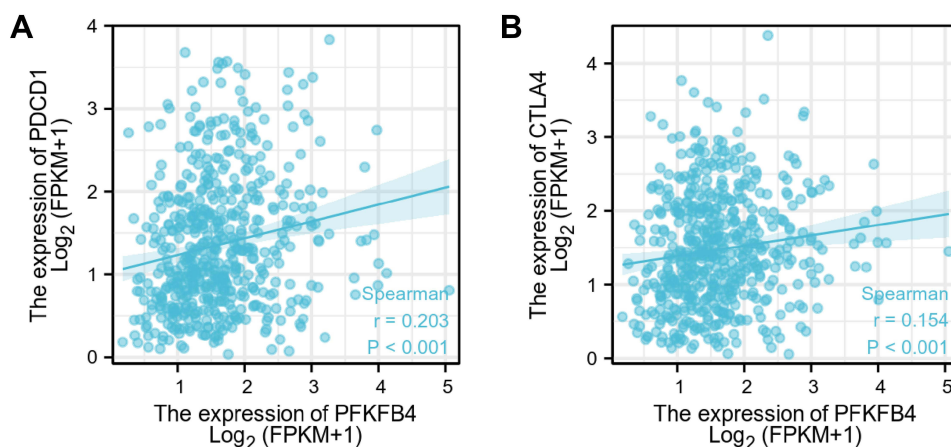 A
The expression of PDCD1
Log2 (FPKM+1)
4
3
2
1
0
Spearman
r = 0.203
P < 0.001
1 2 3 4 5
The expression of PFKFB4
Log2 (FPKM+1)
B
The expression of CTLA4
Log2 (FPKM+1)
4
3
2
1
0
Spearman
r = 0.154
P < 0.001
1 2 3 4 5
The expression of PFKFB4
Log2 (FPKM+1)